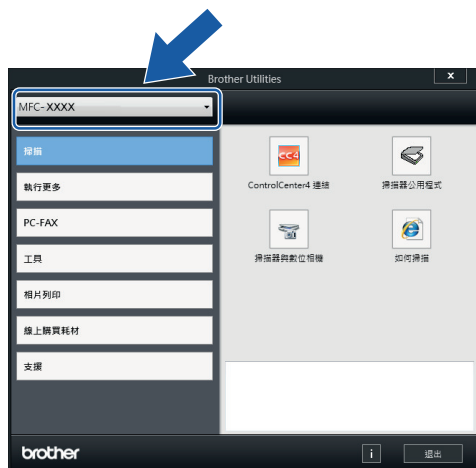 Brother Utilities
x
MFC-XXXX
掃描
執行更多
PC-FAX
工具
相片列印
線上購買耗材
支援
CC4
ControlCenter4 連結
掃描器公用程式
掃描器與數位相機
如何掃描
brother
i
退出